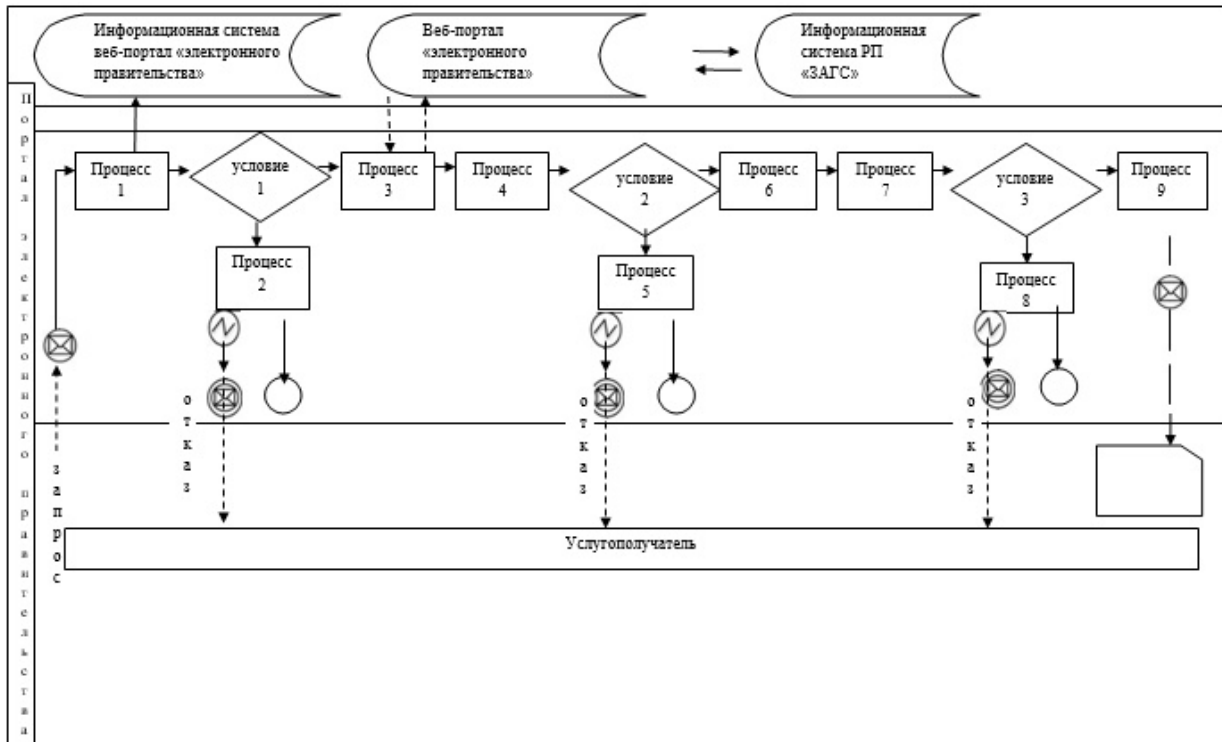 Информационная система
веб-портал «электронного
правительства»
Веб-портал
«электронного
правительства»
Информационная
система РП
«ЗАГС»
Портал электронного правительства
Процесс
1
условие
1
Процесс
3
Процесс
4
условие
2
Процесс
6
Процесс
7
условие
3
Процесс
9
Процесс
2
Процесс
5
Процесс
8
отказ
отказ
отказ
запрос
Услугополучатель